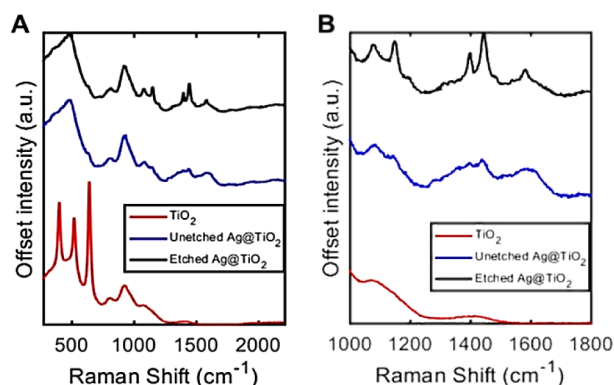 A
Offset intensity (a.u.)
TiO2
Unetched Ag@TiO2
Etched Ag@TiO2
500 1000 1500 2000
Raman Shift (cm-1)
B
Offset intensity (a.u.)
TiO2
Unetched Ag@TiO2
Etched Ag@TiO2
1000 1200 1400 1600 1800
Raman Shift (cm-1)